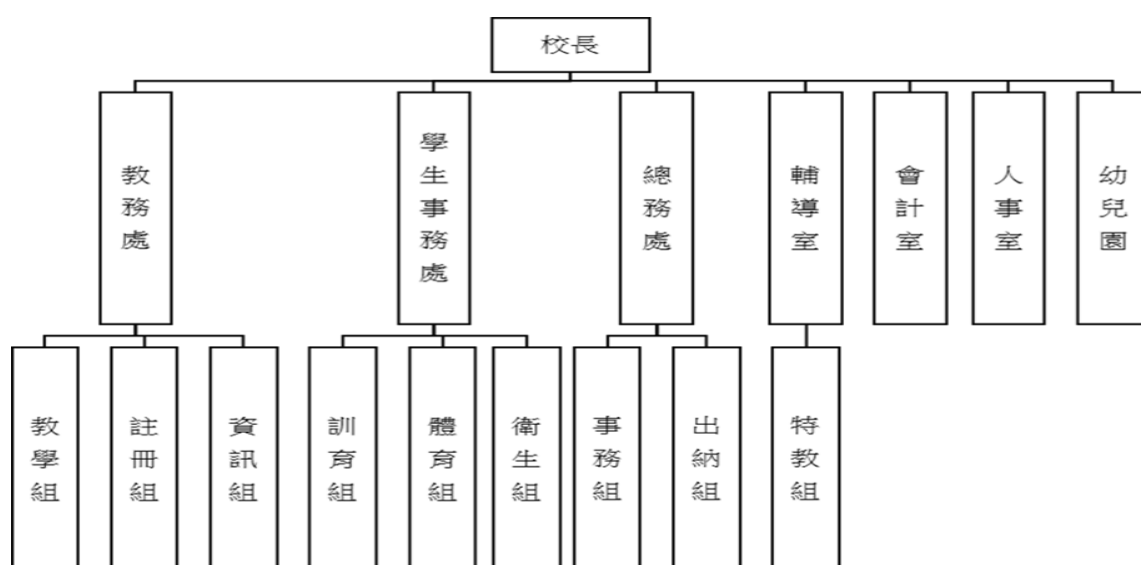 校長
教務處
學生事務處
總務處
輔導室
會計室
人事室
幼兒園
教學組
註冊組
資訊組
訓育組
體育組
衛生組
事務組
出納組
特教組